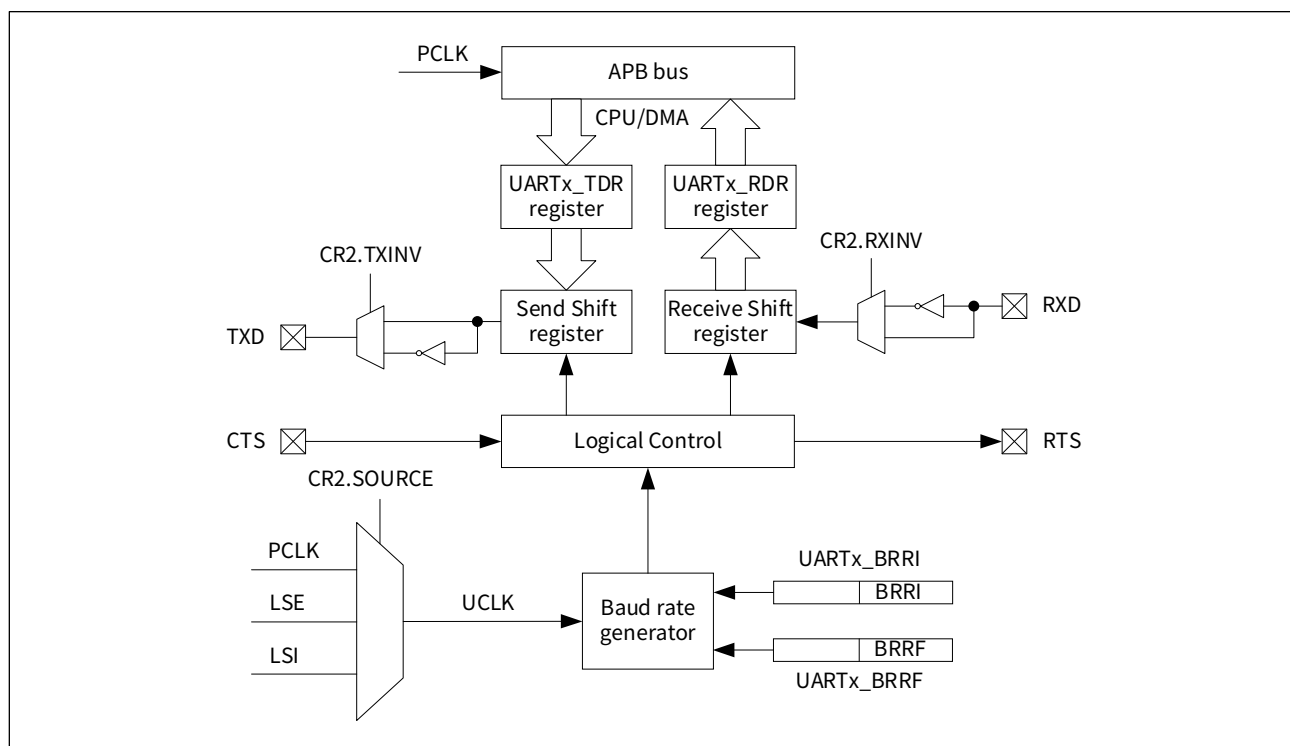 PCLK
APB bus
CPU/DMA
UARTx_TDR
register
UARTx_RDR
register
CR2.TXINV
CR2.RXINV
TXD
Send Shift
register
Receive Shift
register
RXD
CTS
Logical Control
RTS
CR2.SOURCE
PCLK
LSE
LSI
UCLK
Baud rate
generator
UARTx_BRRI
BRRI
BRRF
UARTx_BRRF